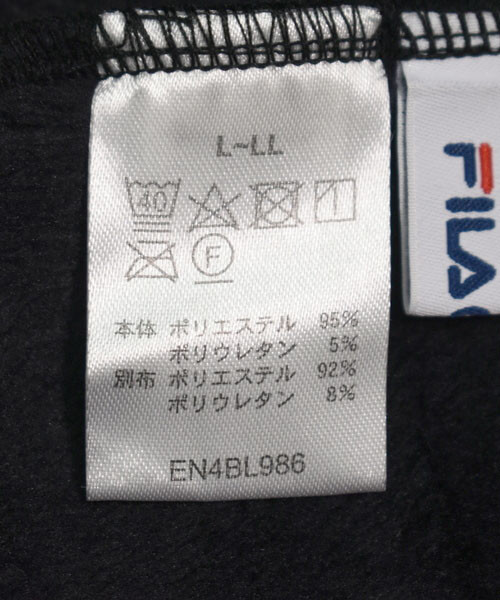 L~LL
40
F
本体 ポリエステル 95%
ポリウレタン 5%
別布 ポリエステル 92%
ポリウレタン 8%
EN4BL986
FILA